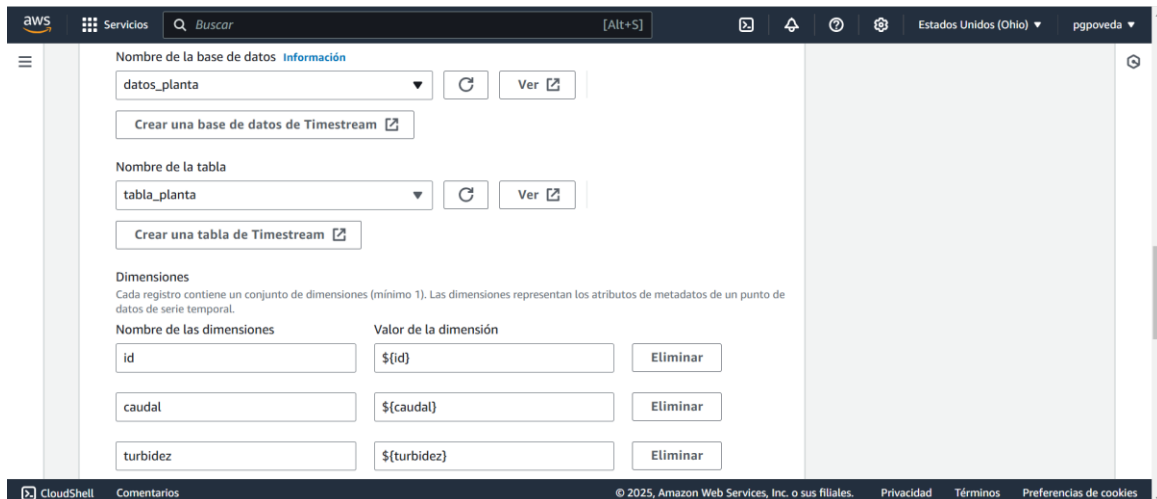 aws Servicios Buscar [Alt+S] Estados Unidos (Ohio) ▼ pgpoveda ▼
Nombre de la base de datos Información
datos_planta Ver
Crear una base de datos de Timestream
Nombre de la tabla
tabla_planta Ver
Crear una tabla de Timestream
Dimensiones
Cada registro contiene un conjunto de dimensiones (mínimo 1). Las dimensiones representan los atributos de metadatos de un punto de
datos de serie temporal.
Nombre de las dimensiones Valor de la dimensión
id ${id} Eliminar
caudal ${caudal} Eliminar
turbidez ${turbidez} Eliminar
CloudShell Comentarios © 2025, Amazon Web Services, Inc. o sus filiales. Privacidad Términos Preferencias de cookies